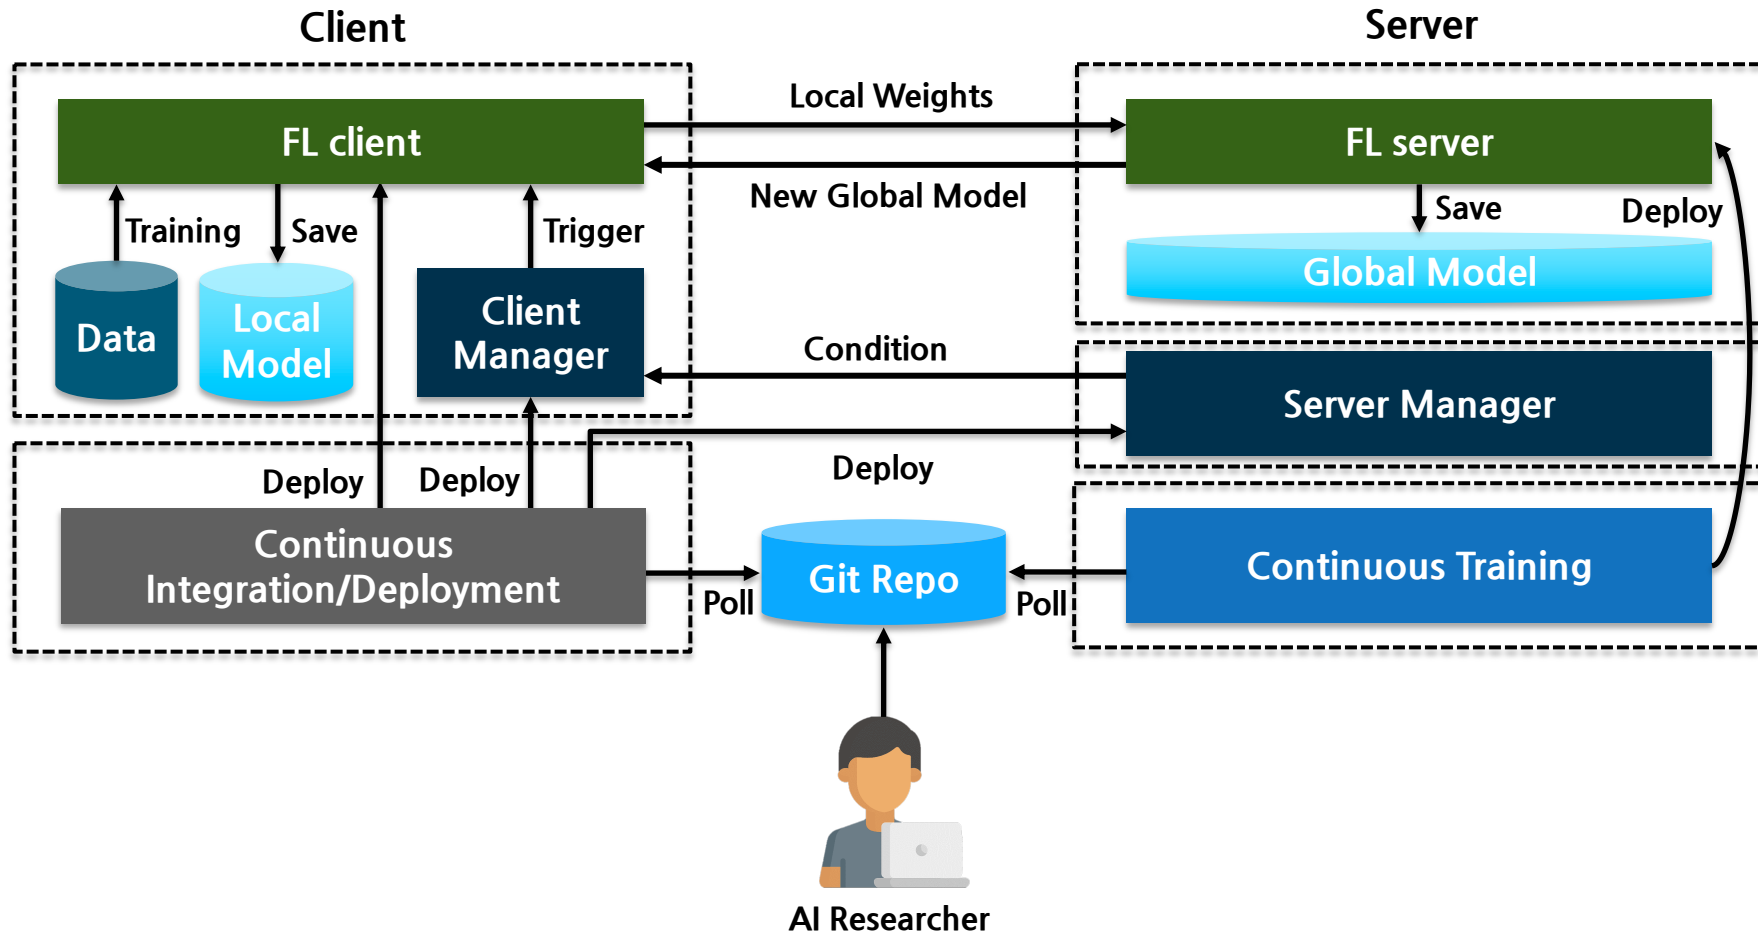 Client
Server
FL client
Local Weights
FL server
New Global Model
Training
Save
Trigger
Save
Deploy
Data
Local
Model
Client
Manager
Global Model
Condition
Server Manager
Deploy
Deploy
Deploy
Continuous
Integration/Deployment
Poll
Git Repo
Poll
Continuous Training
AI Researcher